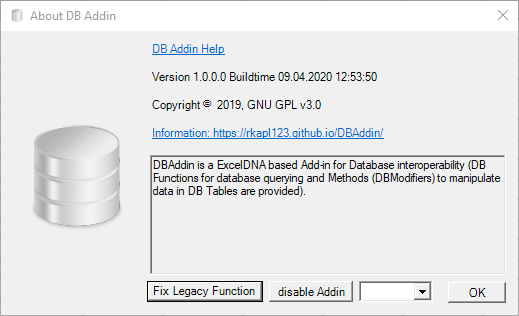 About DB Addin
DB Addin Help
Version 1.0.0.0 Buildtime 09.04.2020 12:53:50
Copyright © 2019, GNU GPL v3.0
Information: https://rkapl123.github.io/DBAddin/
DBAddin is a ExcelDNA based Add-in for Database interoperability (DB
Functions for database querying and Methods (DBModifiers) to manipulate
data in DB Tables are provided).
Fix Legacy Function disable Addin OK